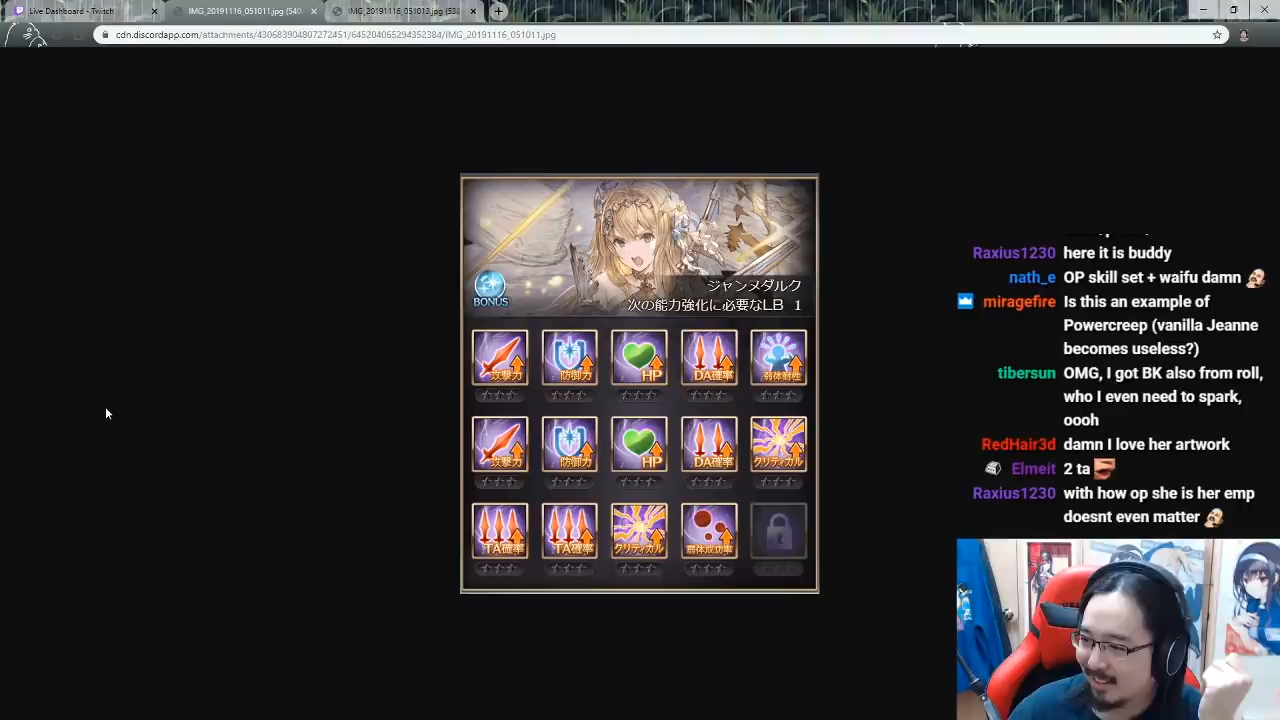 Live Dashboard - Twitch
IMG_20191116_051011.jpg (540
IMG_20191116_051013.jpg (538
cdn.discordapp.com/attachments/430683904807272451/645204065294352384/IMG_20191116_051011.jpg
BONUS
ジャンヌダルク
次の能力強化に必要なLB 1
攻撃力
防御力
HP
DA確率
弱体耐性
攻撃力
防御力
HP
DA確率
クリティカル
TA確率
TA確率
クリティカル
弱体成功率
Raxius1230 here it is buddy
nath_e OP skill set + waifu damn
miragefire Is this an example of
Powercreep (vanilla Jeanne
becomes useless?)
tibersun OMG, I got BK also from roll,
who I even need to spark,
oooh
RedHair3d damn I love her artwork
Elmeit 2 ta
Raxius1230 with how op she is her emp
doesnt even matter